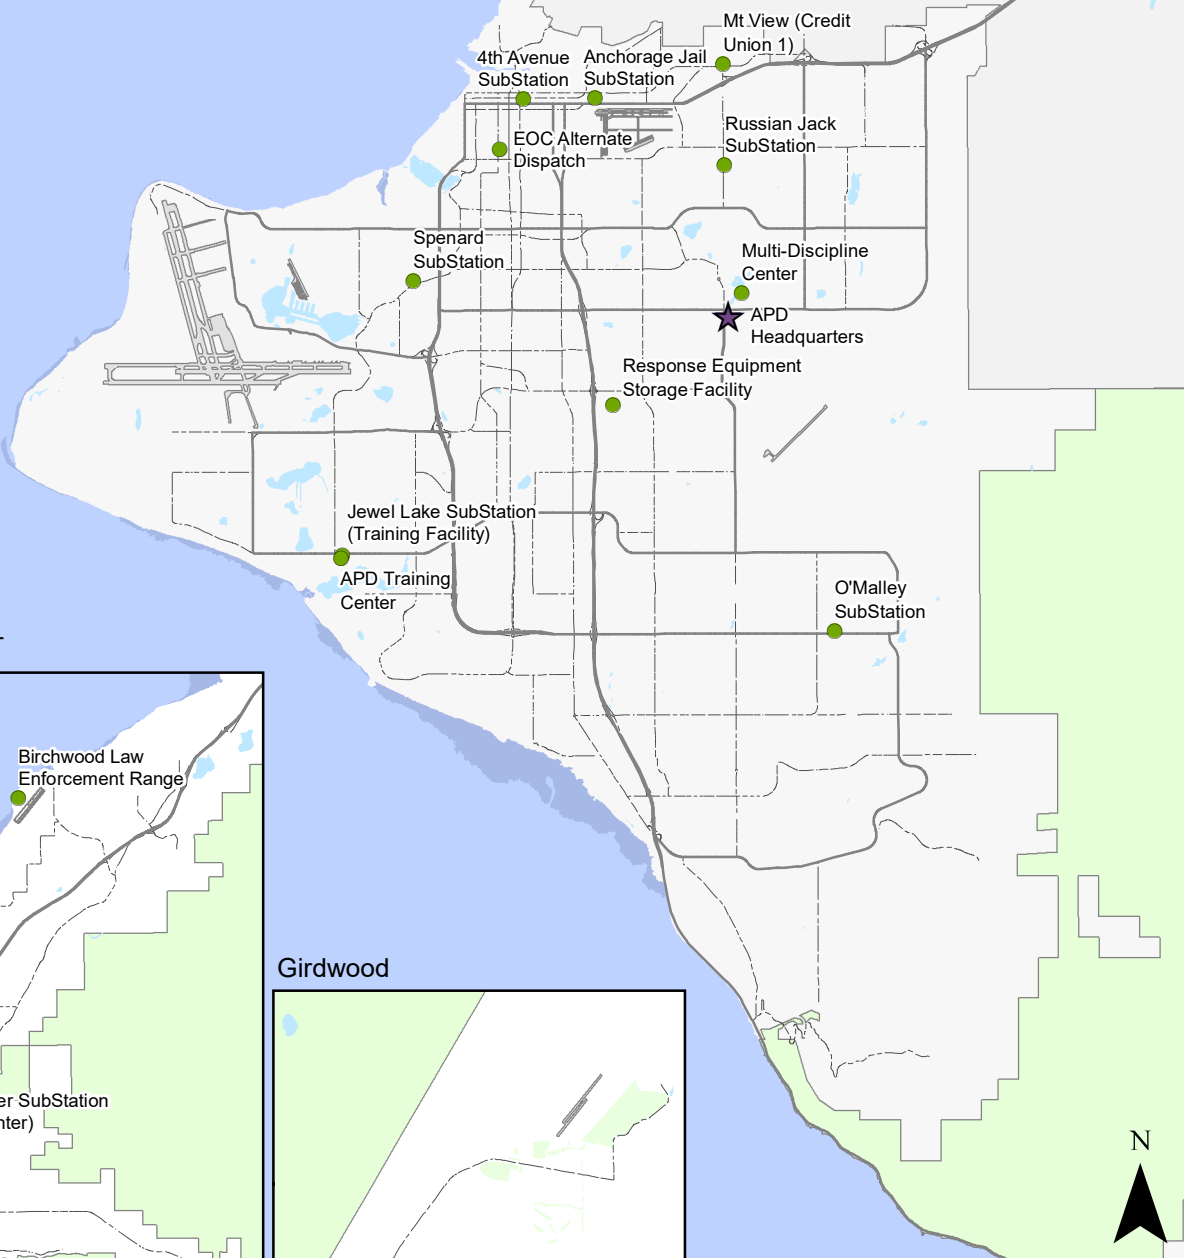 Mt View (Credit
Union 1)
4th Avenue
SubStation
Anchorage Jail
SubStation
Russian Jack
SubStation
EOC Alternate
Dispatch
Spenard
SubStation
Multi-Discipline
Center
APD
Headquarters
Response Equipment
Storage Facility
Jewel Lake SubStation
(Training Facility)
APD Training
Center
O'Malley
SubStation
Birchwood Law
Enforcement Range
Girdwood
er SubStation
nter)
N